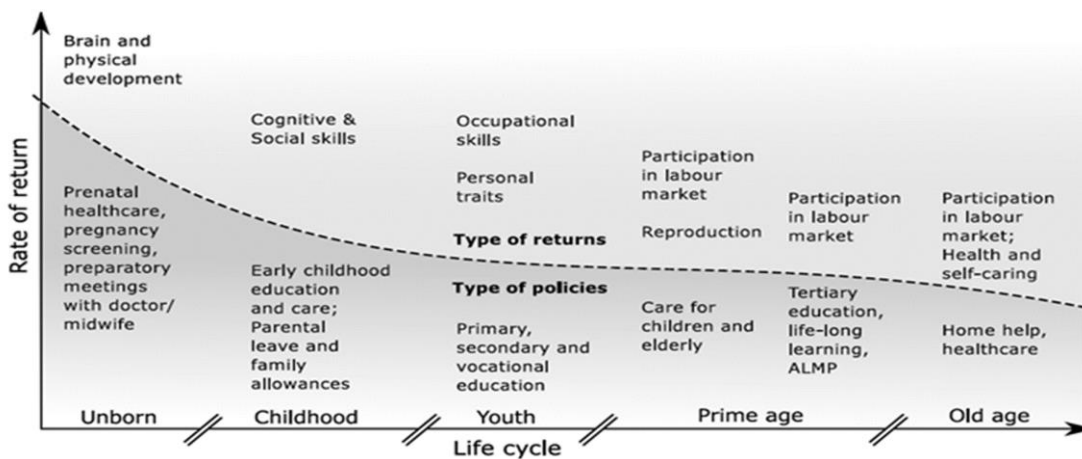 Brain and
physical
development
Cognitive &
Social skills
Occupational
skills
Personal
traits
Participation
in labour
market
Reproduction
Participation
in labour
market
Participation
in labour
market;
Health and
self-caring
Type of returns
Type of policies
Prenatal
healthcare,
pregnancy
screening,
preparatory
meetings
with doctor/
midwife
Early childhood
education
and care;
Parental
leave and
family
allowances
Primary,
secondary and
vocational
education
Care for
children and
elderly
Tertiary
education,
life-long
learning,
ALMP
Home help,
healthcare
Rate of return
Unborn
Childhood
Youth
Prime age
Old age
Life cycle